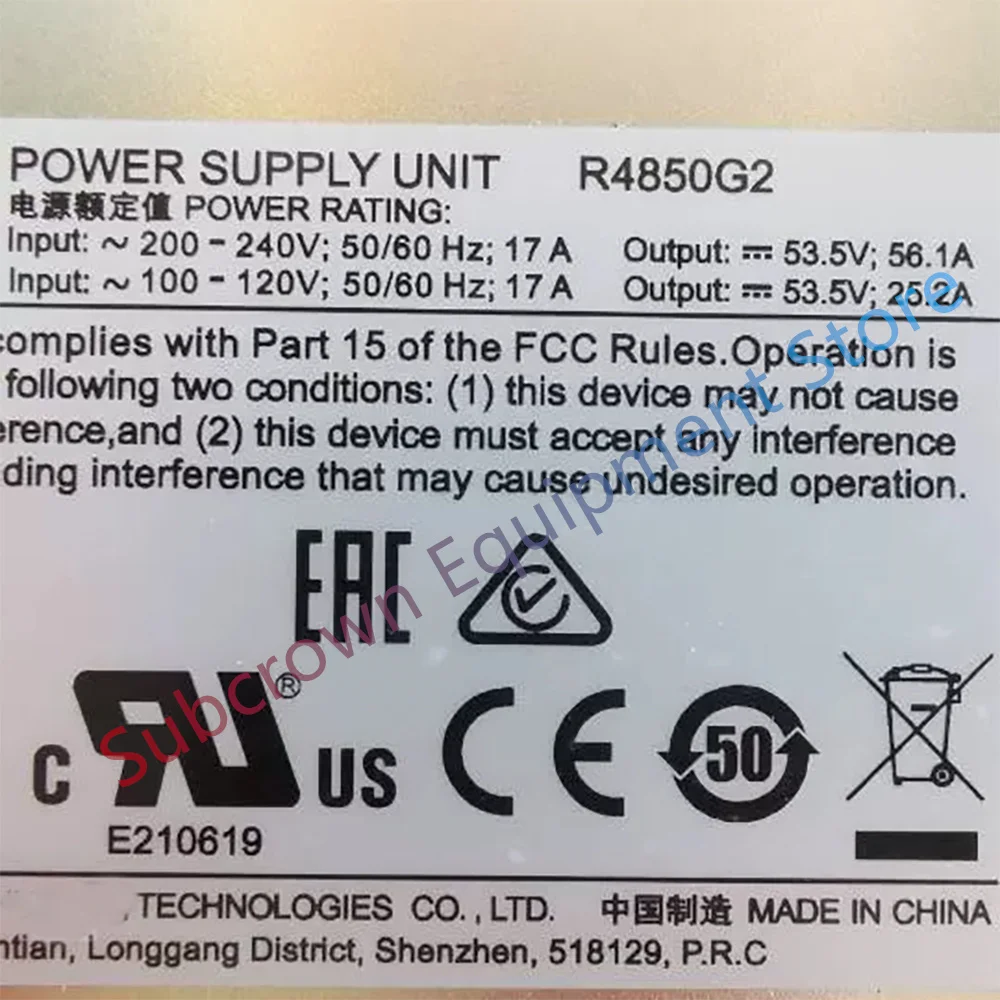 POWER SUPPLY UNIT R4850G2
电源额定值 POWER RATING:
Input: ~ 200 - 240V; 50/60 Hz; 17 A Output: ⎓ 53.5V; 56.1A
Input: ~ 100 - 120V; 50/60 Hz; 17 A Output: ⎓ 53.5V; 25.2A
complies with Part 15 of the FCC Rules.Operation is
following two conditions: (1) this device may not cause
erence,and (2) this device must accept any interference
ding interference that may cause undesired operation.
EAC
C RU® US CE 50
E210619
, TECHNOLOGIES CO.,LTD. 中国制造 MADE IN CHINA
ntian, Longgang District, Shenzhen, 518129, P.R.C
Subcrown Equipment Store